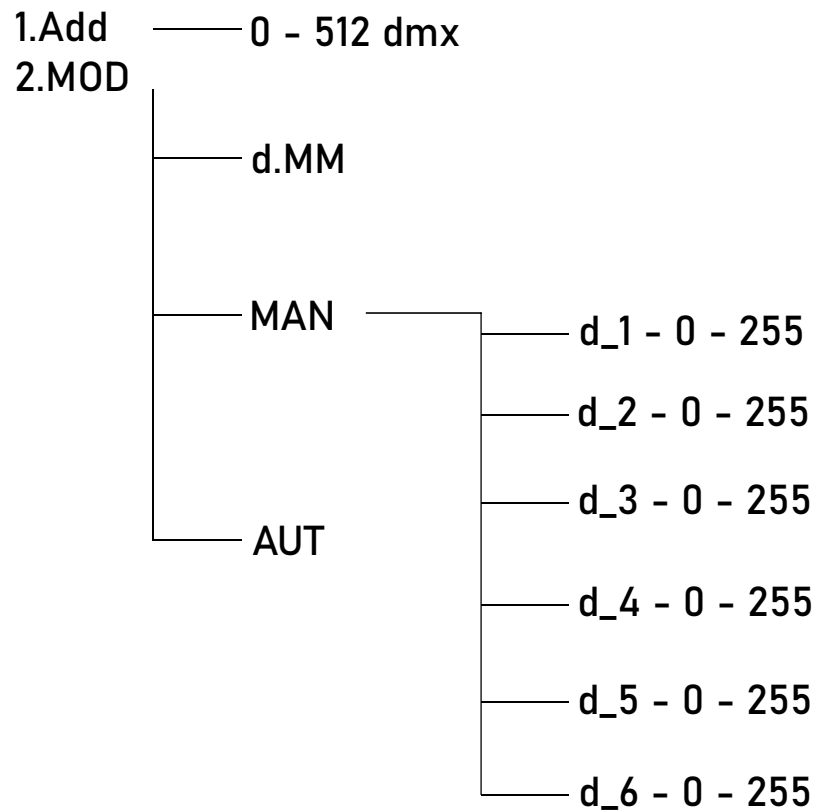 1.Add 0 - 512 dmx
2.MOD
d.MM
MAN
d_1 - 0 - 255
d_2 - 0 - 255
d_3 - 0 - 255
d_4 - 0 - 255
AUT
d_5 - 0 - 255
d_6 - 0 - 255